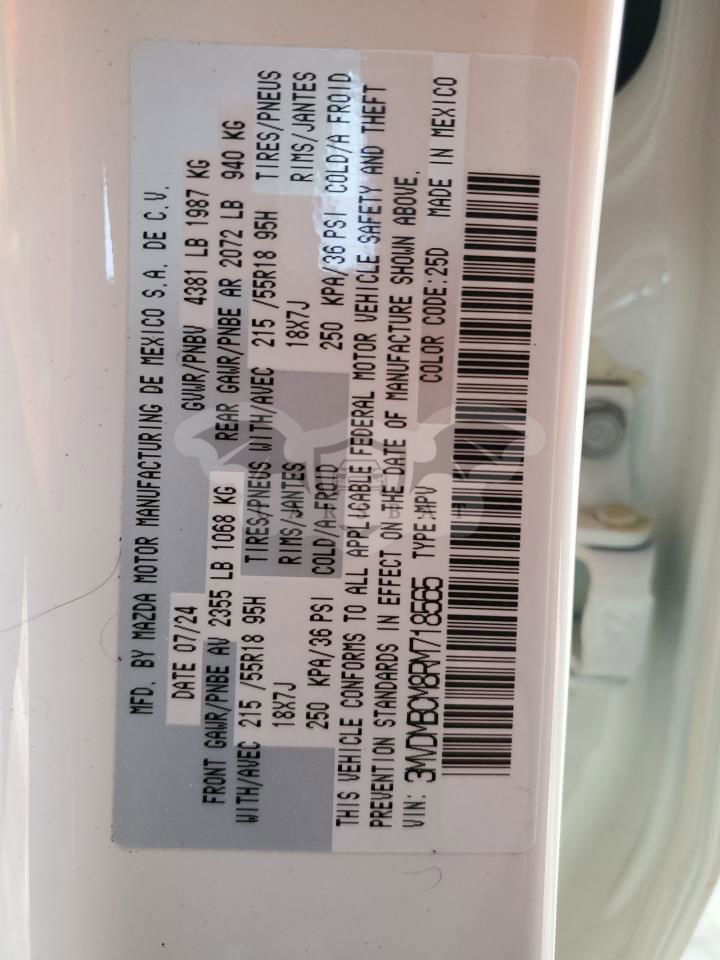 MFD. BY MAZDA MOTOR MANUFACTURING DE MEXICO S.A. DE C.V.
DATE 07/24 GVWR/PNBV 4381 LB 1987 KG
FRONT GAWR/PNBE AV 2355 LB 1068 KG REAR GAWR/PNBE AR 2072 LB 940 KG
WITH/AVEC 215 /55R18 95H TIRES/PNEUS WITH/AVEC 215 /55R18 95H TIRES/PNEUS
18X7J RIMS/JANTES 18X7J RIMS/JANTES
250 KPA/36 PSI COLD/A FROID 250 KPA/36 PSI COLD/A FROID
THIS VEHICLE CONFORMS TO ALL APPLICABLE FEDERAL MOTOR VEHICLE SAFETY AND THEFT
PREVENTION STANDARDS IN EFFECT ON THE DATE OF MANUFACTURE SHOWN ABOVE.
VIN: 3MVDMBCM8RM718565 TYPE:MPV COLOR CODE:25D MADE IN MEXICO